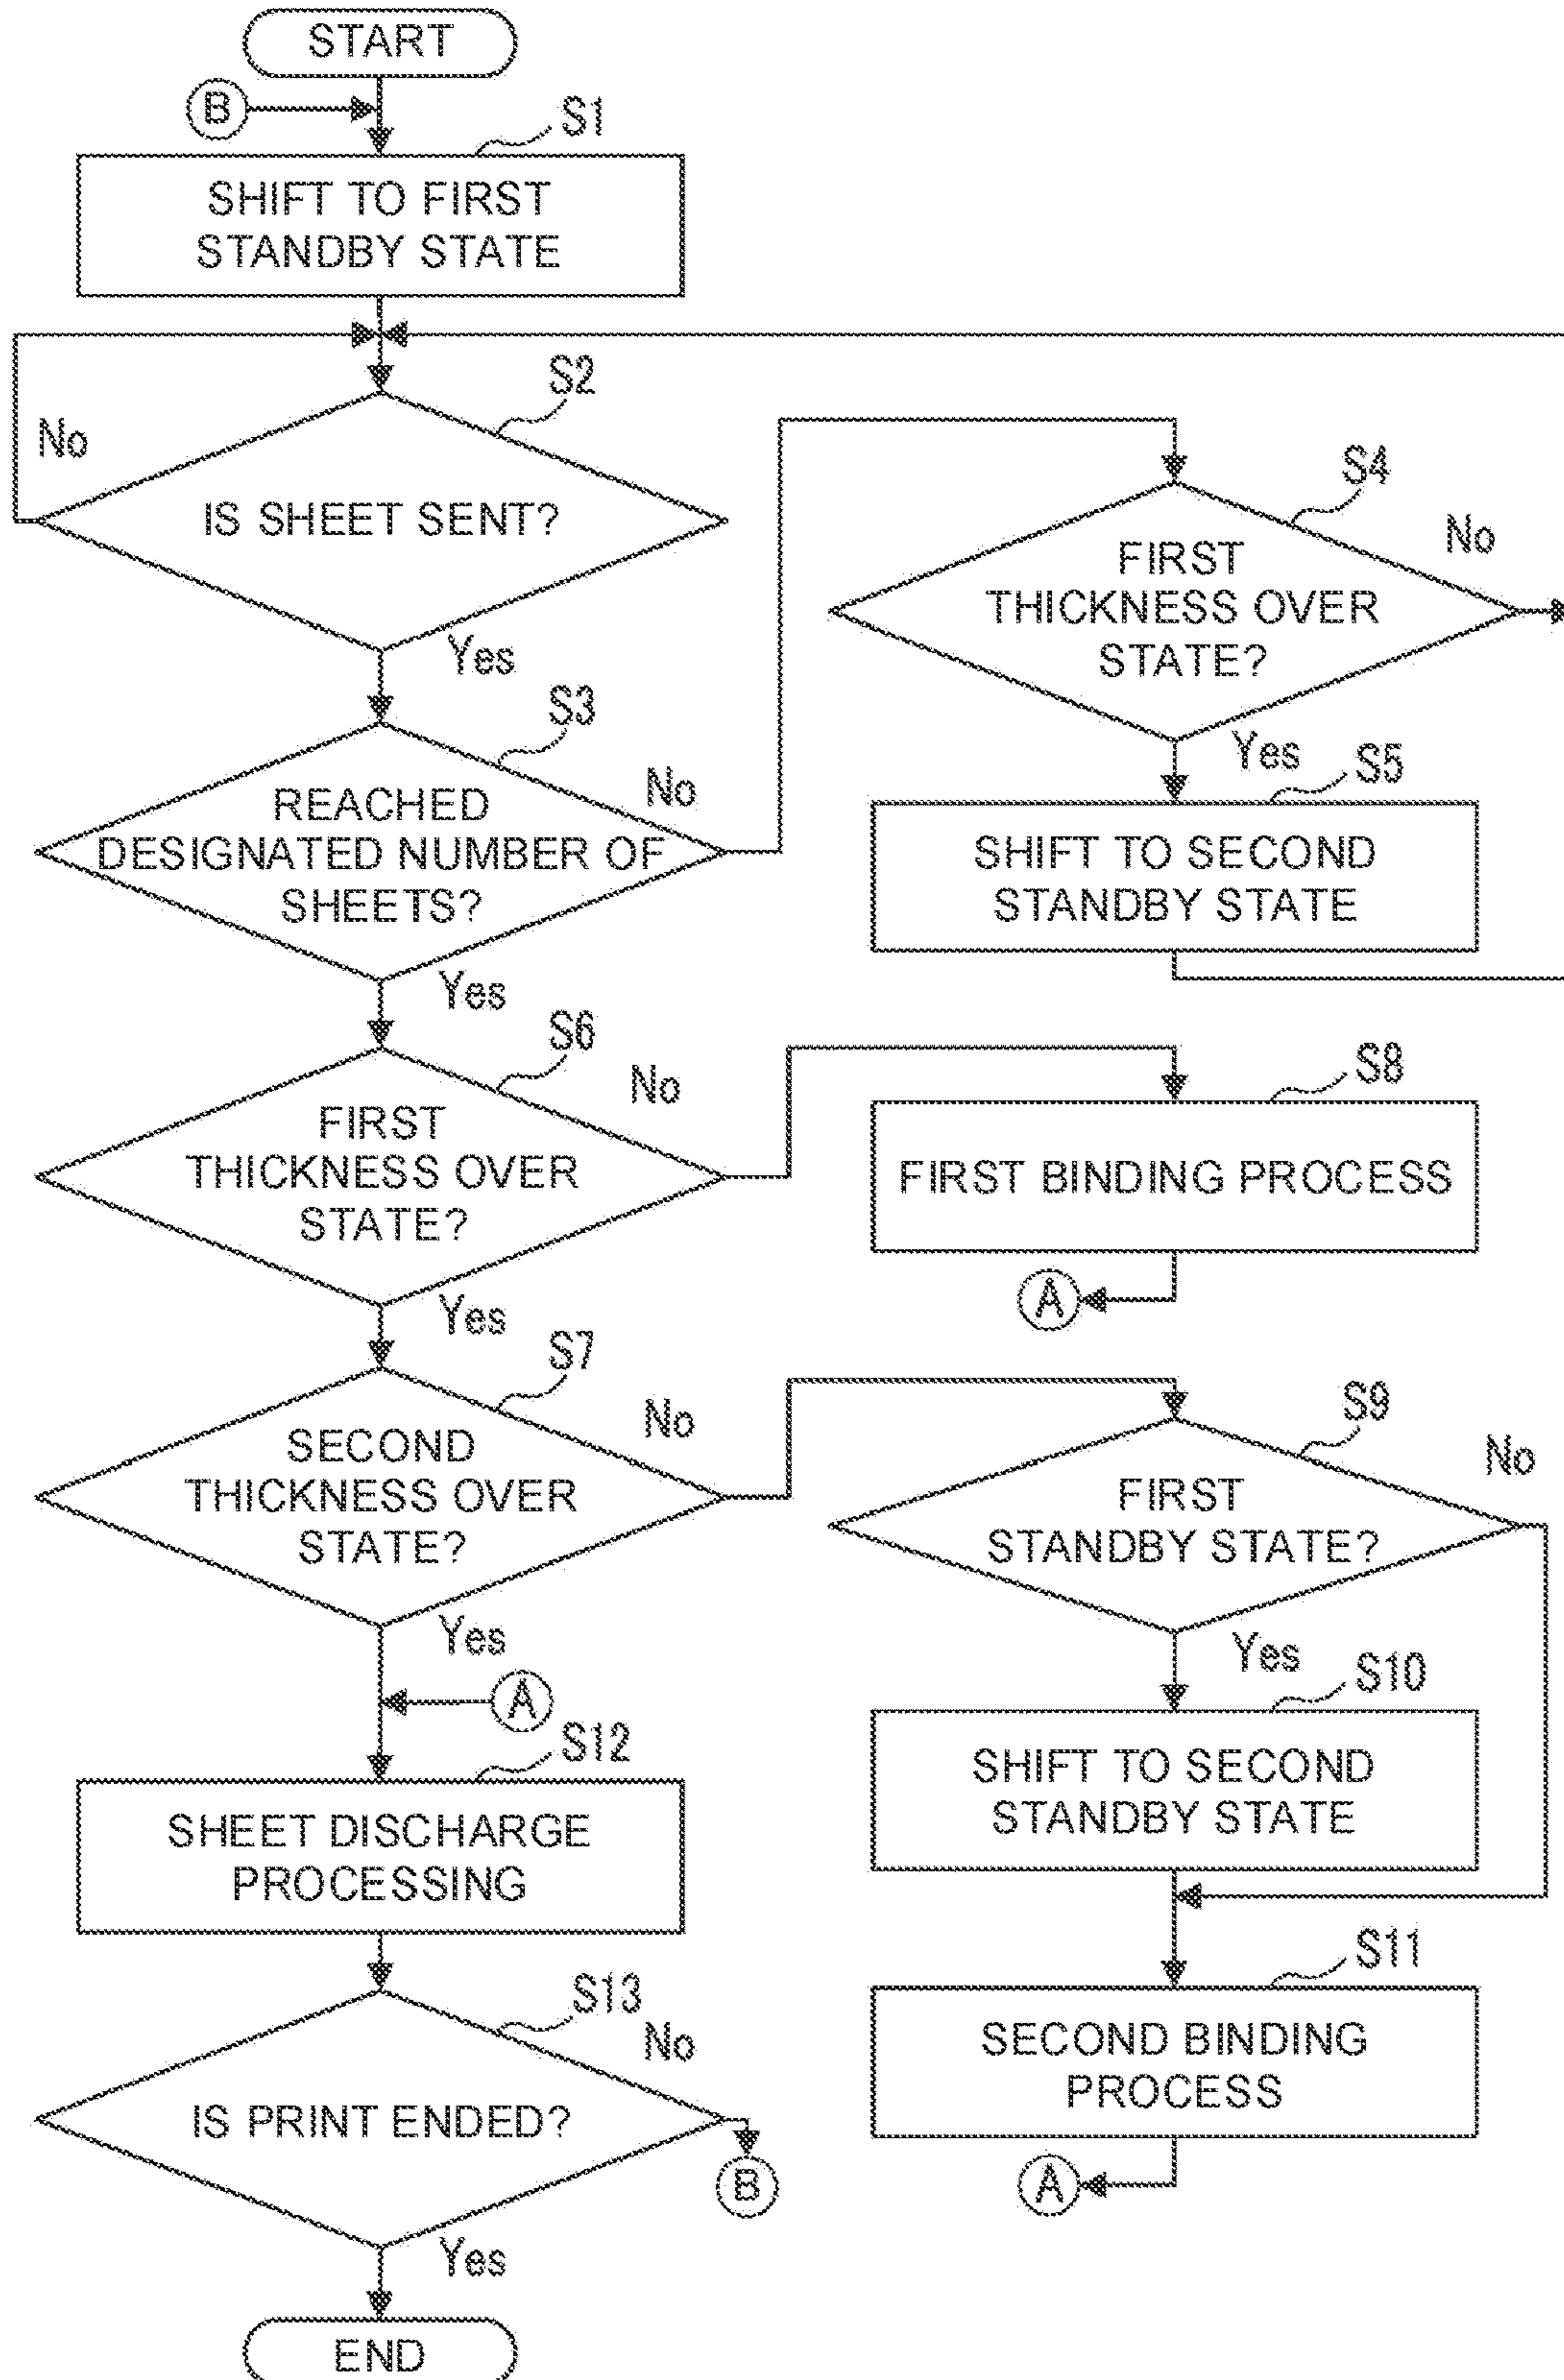 START
B
S1
SHIFT TO FIRST
STANDBY STATE
S2
No
IS SHEET SENT?
Yes
S3
No
REACHED
DESIGNATED NUMBER OF
SHEETS?
Yes
S4
No
FIRST
THICKNESS OVER
STATE?
Yes
S5
SHIFT TO SECOND
STANDBY STATE
S6
No
FIRST
THICKNESS OVER
STATE?
Yes
S8
FIRST BINDING PROCESS
A
S7
No
SECOND
THICKNESS OVER
STATE?
Yes
S9
No
FIRST
STANDBY STATE?
Yes
S10
SHIFT TO SECOND
STANDBY STATE
S11
SECOND BINDING
PROCESS
A
A
S12
SHEET DISCHARGE
PROCESSING
S13
No
IS PRINT ENDED?
B
Yes
END